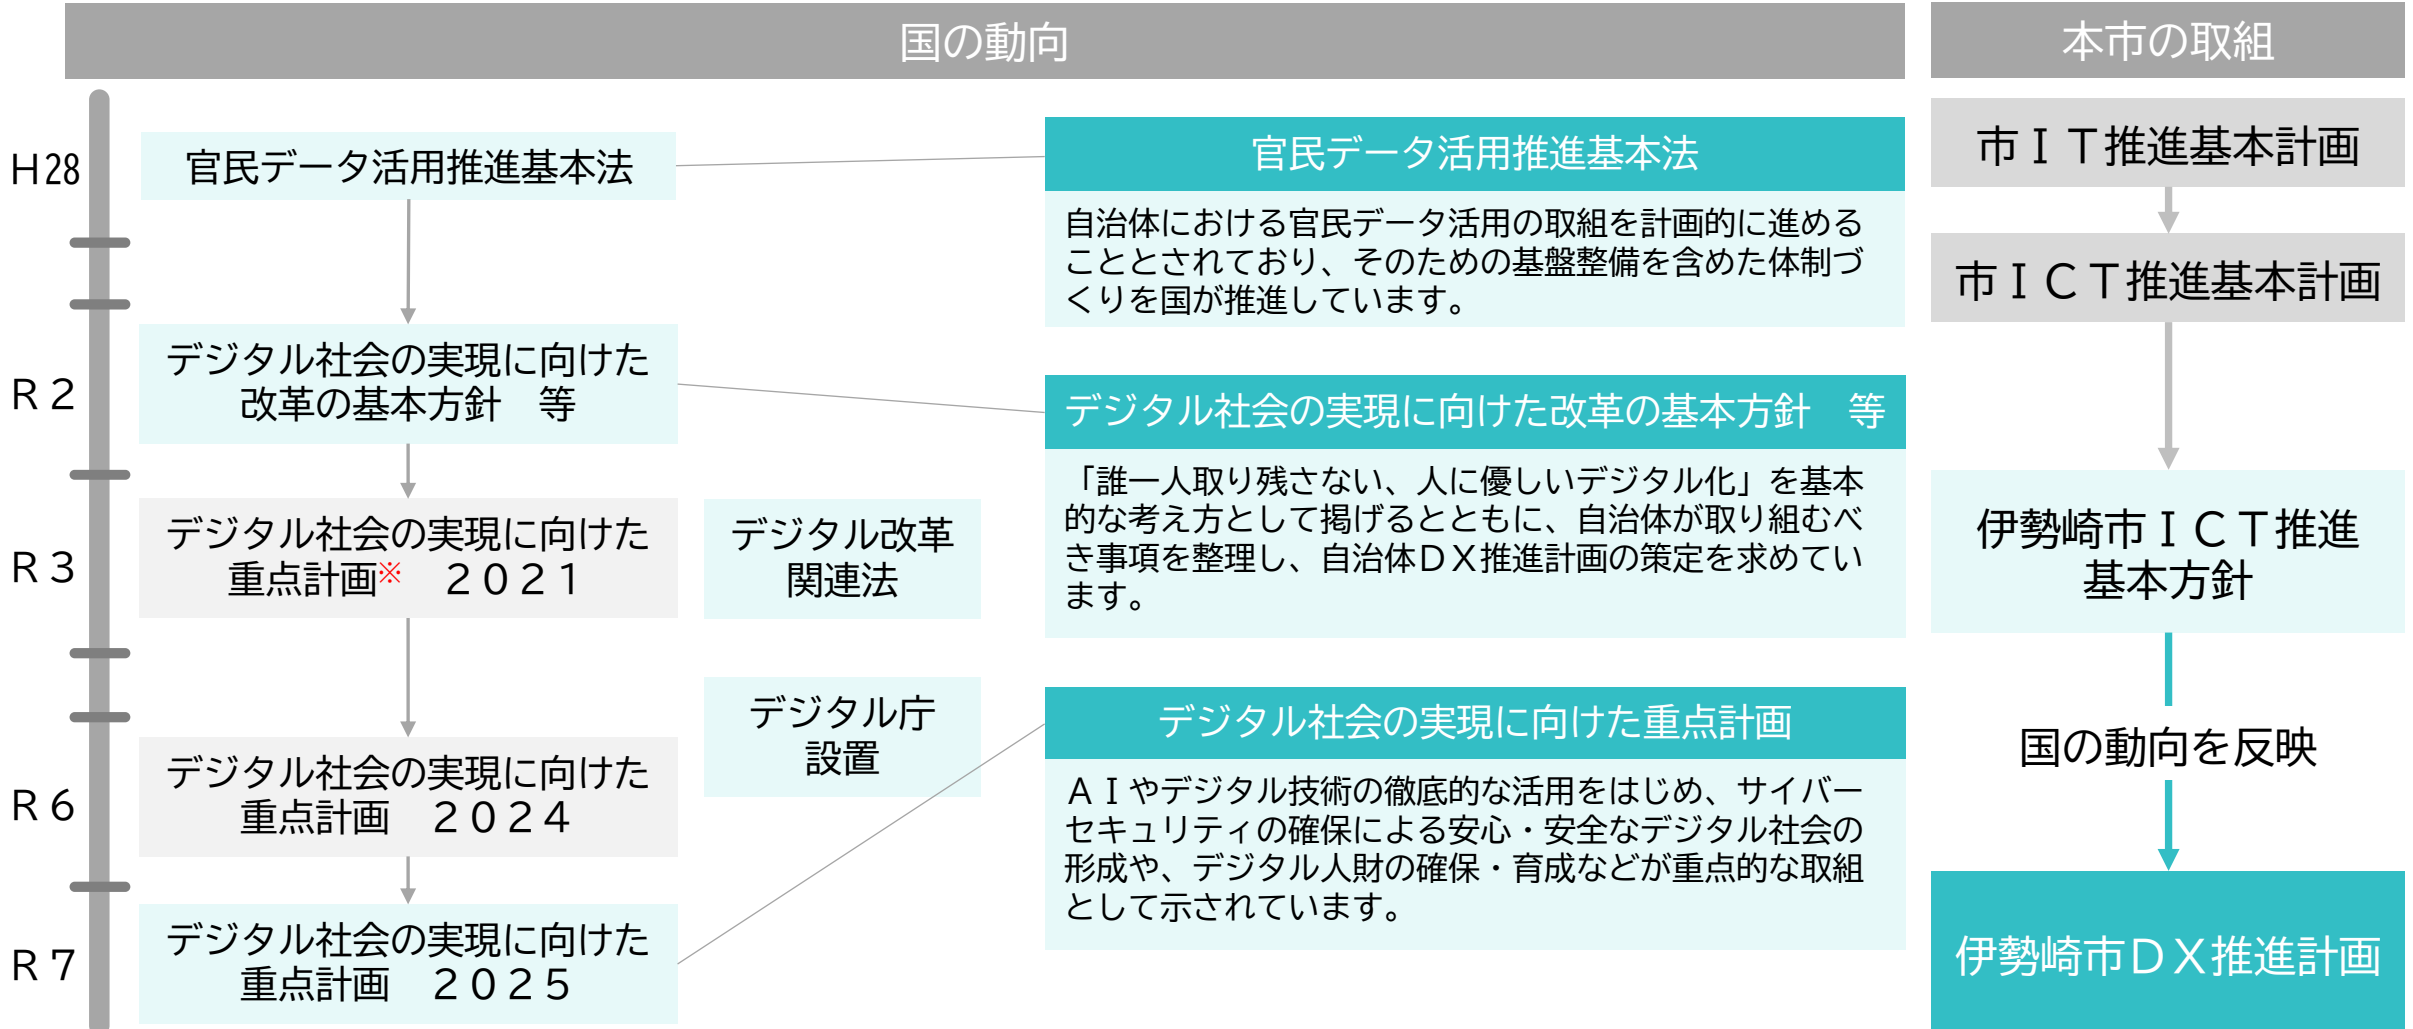 国の動向
本市の取組
H28
官民データ活用推進基本法
官民データ活用推進基本法
自治体における官民データ活用の取組を計画的に進める
こととされており、そのための基盤整備を含めた体制づ
くりを国が推進しています。
R2
デジタル社会の実現に向けた
改革の基本方針　等
デジタル社会の実現に向けた改革の基本方針　等
「誰一人取り残さない、人に優しいデジタル化」を基本
的な考え方として掲げるとともに、自治体が取り組むべ
き事項を整理し、自治体ＤＸ推進計画の策定を求めてい
ます。
R3
デジタル社会の実現に向けた
重点計画※　２０２１
デジタル改革
関連法
デジタル庁
設置
デジタル社会の実現に向けた重点計画
ＡＩやデジタル技術の徹底的な活用をはじめ、サイバー
セキュリティの確保による安心・安全なデジタル社会の
形成や、デジタル人財の確保・育成などが重点的な取組
として示されています。
R6
デジタル社会の実現に向けた
重点計画　２０２４
R7
デジタル社会の実現に向けた
重点計画　２０２５
市ＩＴ推進基本計画
市ＩＣＴ推進基本計画
伊勢崎市ＩＣＴ推進
基本方針
国の動向を反映
伊勢崎市ＤＸ推進計画